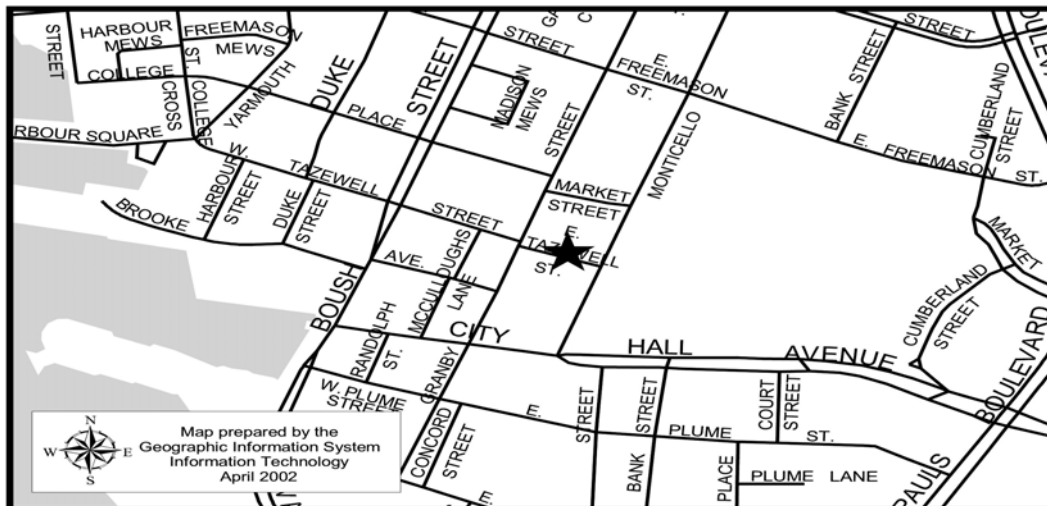 STREET
HARBOUR
MEWS
FREEMASON
MEWS
ST.
COLLEGE
CROSS
COLLEGE
YARMOUTH
DUKE
STREET
STREET
E.
FREEMASON
ST.
MADISON
MEWS
PLACE
STREET
MONTICELLO
BANK STREET
STREET
CUMBERLAND
STREET
E.
FREEMASON
ST.
RBOUR SQUARE
W.
TAZEWELL
STREET
HARBOUR
STREET
DUKE
STREET
BROOKE
AVE.
MARKET
STREET
E.
TAZEWELL
ST.
MARKET
CUMBERLAND
STREET
BOUSH
MCCULLOUGHS
LANE
RANDOLPH
ST.
CITY
HALL
AVENUE
BOULEVARD
GRANBY
W. PLUME
STREET
E.
PLUME
ST.
CONCORD
STREET
STREET
BANK
STREET
COURT
STREET
PLACE
PLUME LANE
PAULS
E.
N
W
E
S
Map prepared by the
Geographic Information System
Information Technology
April 2002